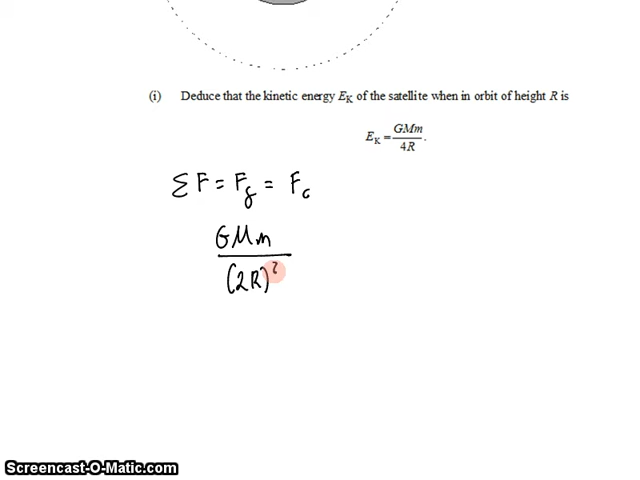 (i) Deduce that the kinetic energy E_K of the satellite when in orbit of height R is
E_K = GMm / 4R .
ΣF = F_g = F_c
GMm
(2R)²
Screencast-O-Matic.com